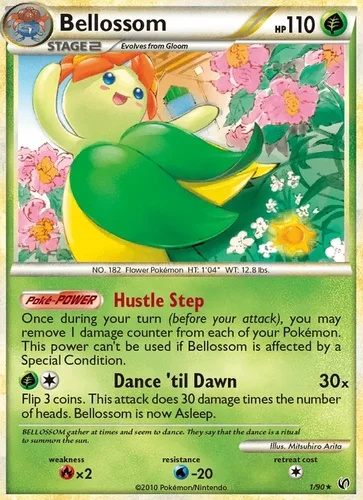 Bellossom HP110
STAGE2 Evolves from Gloom
NO. 182 Flower Pokémon HT: 1'04" WT: 12.8 lbs.
Poké-POWER Hustle Step
Once during your turn (before your attack), you may
remove 1 damage counter from each of your Pokémon.
This power can't be used if Bellossom is affected by a
Special Condition.
Dance 'til Dawn 30x
Flip 3 coins. This attack does 30 damage times the number
of heads. Bellossom is now Asleep.
BELLOSSOM gather at times and seem to dance. They say that the dance is a ritual
to summon the sun.
Illus. Mitsuhiro Arita
weakness resistance retreat cost
×2 -20
©2010 Pokémon/Nintendo 1/90★